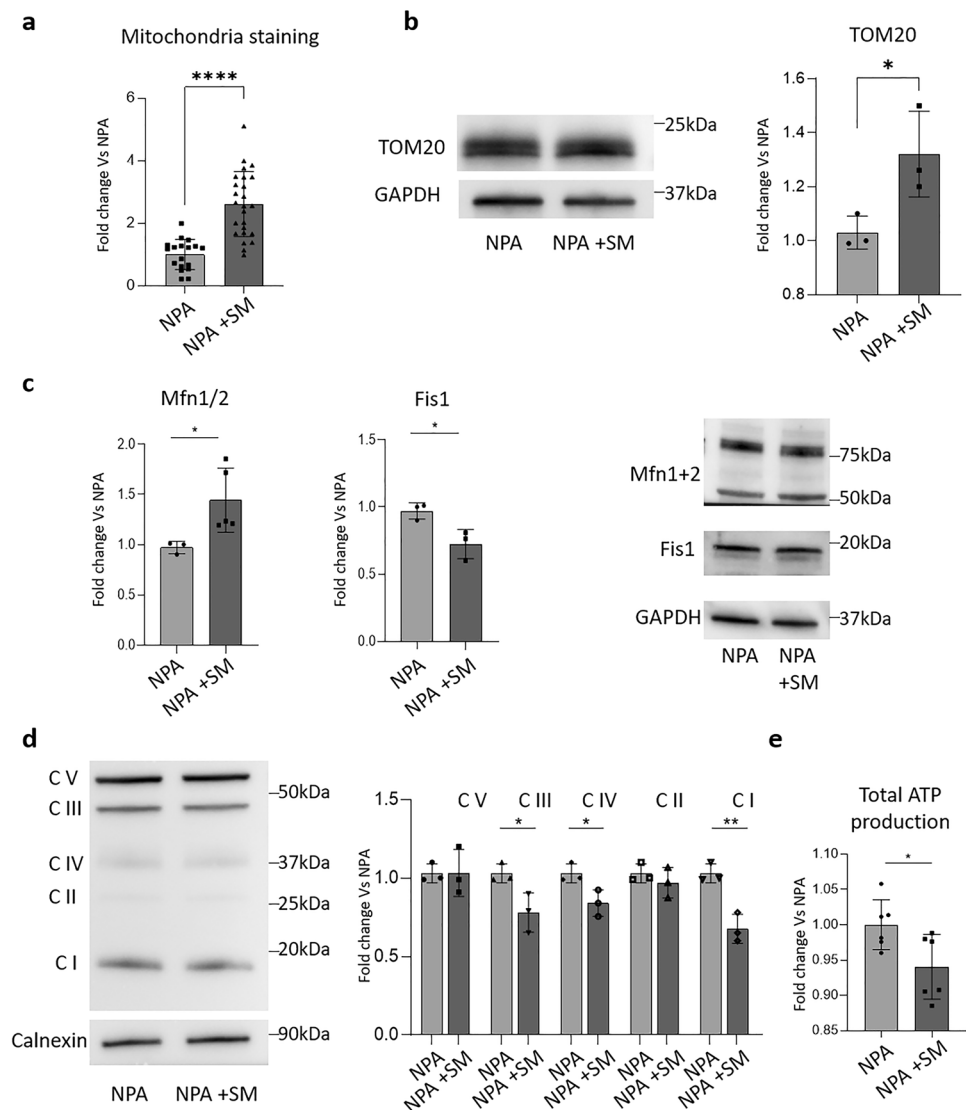 a
Mitochondria staining
****
Fold change Vs NPA
6
4
2
0
NPA
NPA +SM
b
TOM20
GAPDH
25kDa
37kDa
NPA
NPA +SM
TOM20
*
Fold change Vs NPA
1.6
1.4
1.2
1.0
0.8
NPA
NPA +SM
c
Mfn1/2
*
Fold change Vs NPA
2.0
1.5
1.0
0.5
0.0
NPA
NPA +SM
Fis1
*
Fold change Vs NPA
1.5
1.0
0.5
0.0
NPA
NPA +SM
Mfn1+2
75kDa
50kDa
Fis1
20kDa
GAPDH
37kDa
NPA
NPA
+SM
d
C V
50kDa
C III
C IV
37kDa
C II
25kDa
20kDa
C I
Calnexin
90kDa
NPA
NPA +SM
C V
C III
C IV
C II
C I
*
*
**
Fold change Vs NPA
1.5
1.0
0.5
0.0
NPA
NPA +SM
NPA
NPA +SM
NPA
NPA +SM
NPA
NPA +SM
NPA
NPA +SM
e
Total ATP
production
*
Fold change Vs NPA
1.10
1.05
1.00
0.95
0.90
0.85
NPA
NPA +SM